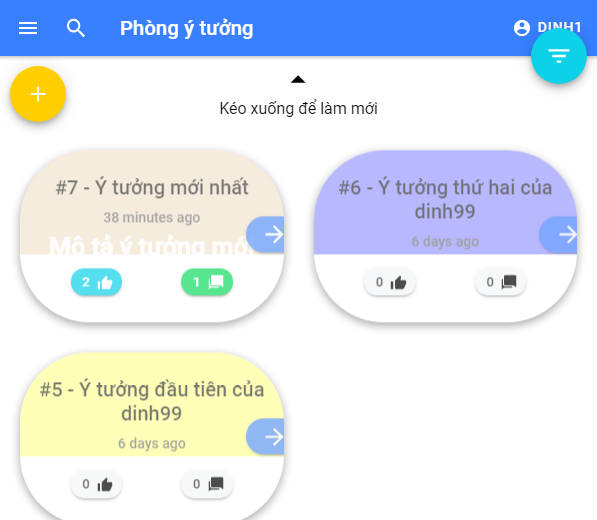 Phòng ý tưởng
DINH1
Kéo xuống để làm mới
#7 - Ý tưởng mới nhất
38 minutes ago
Mô tả ý tưởng mới
2
1
#6 - Ý tưởng thứ hai của
dinh99
6 days ago
0
0
#5 - Ý tưởng đầu tiên của
dinh99
6 days ago
0
0